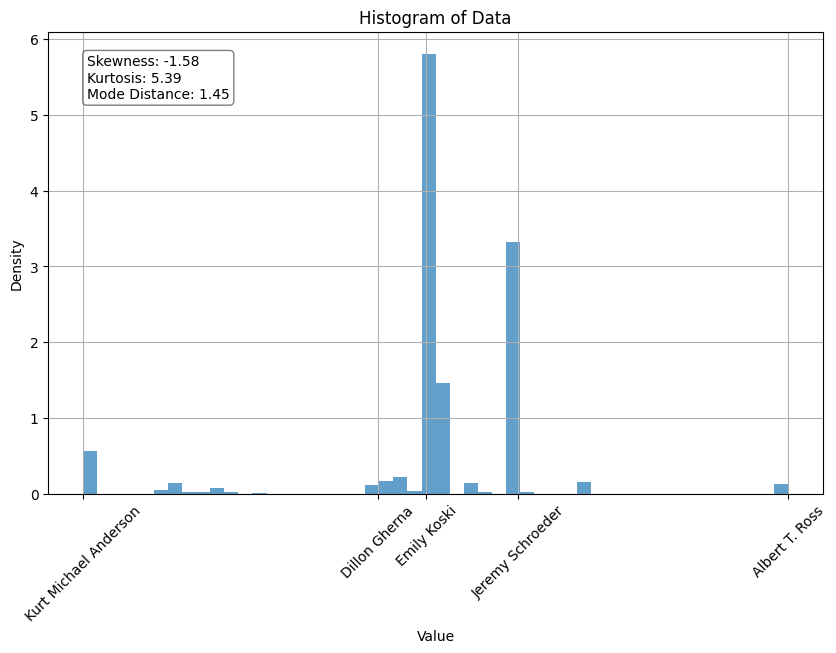 Histogram of Data
Skewness: -1.58
Kurtosis: 5.39
Mode Distance: 1.45
6
5
4
3
2
1
0
Density
Kurt Michael Anderson
Dillon Gherna
Emily Koski
Jeremy Schroeder
Albert T. Ross
Value